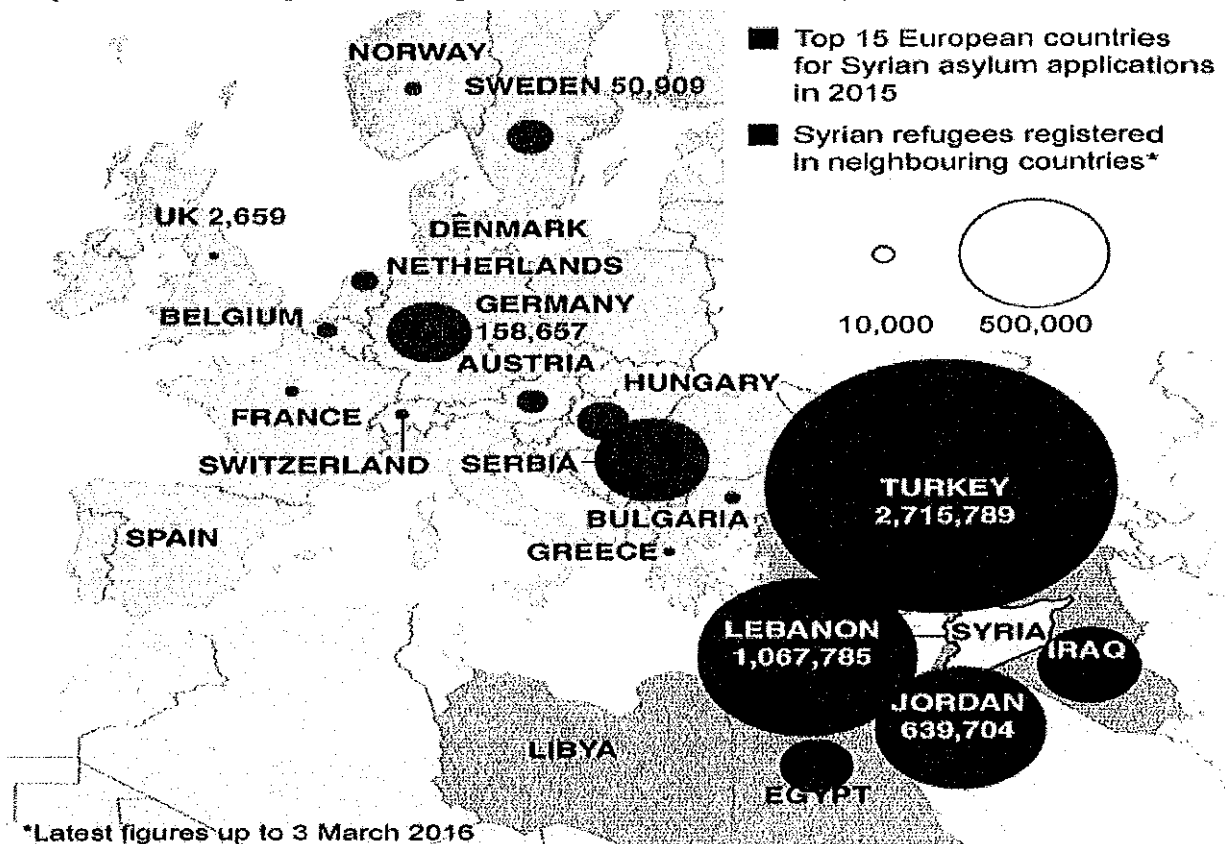 NORWAY
SWEDEN 50,909
Top 15 European countries
for Syrian asylum applications
in 2015
Syrian refugees registered
in neighbouring countries*
10,000
500,000
UK 2,659
DENMARK
NETHERLANDS
BELGIUM
GERMANY
158,657
AUSTRIA
HUNGARY
FRANCE
SWITZERLAND
SERBIA
TURKEY
2,715,789
SPAIN
BULGARIA
GREECE
LEBANON
1,067,785
SYRIA
IRAQ
JORDAN
639,704
LIBYA
EGYPT
*Latest figures up to 3 March 2016